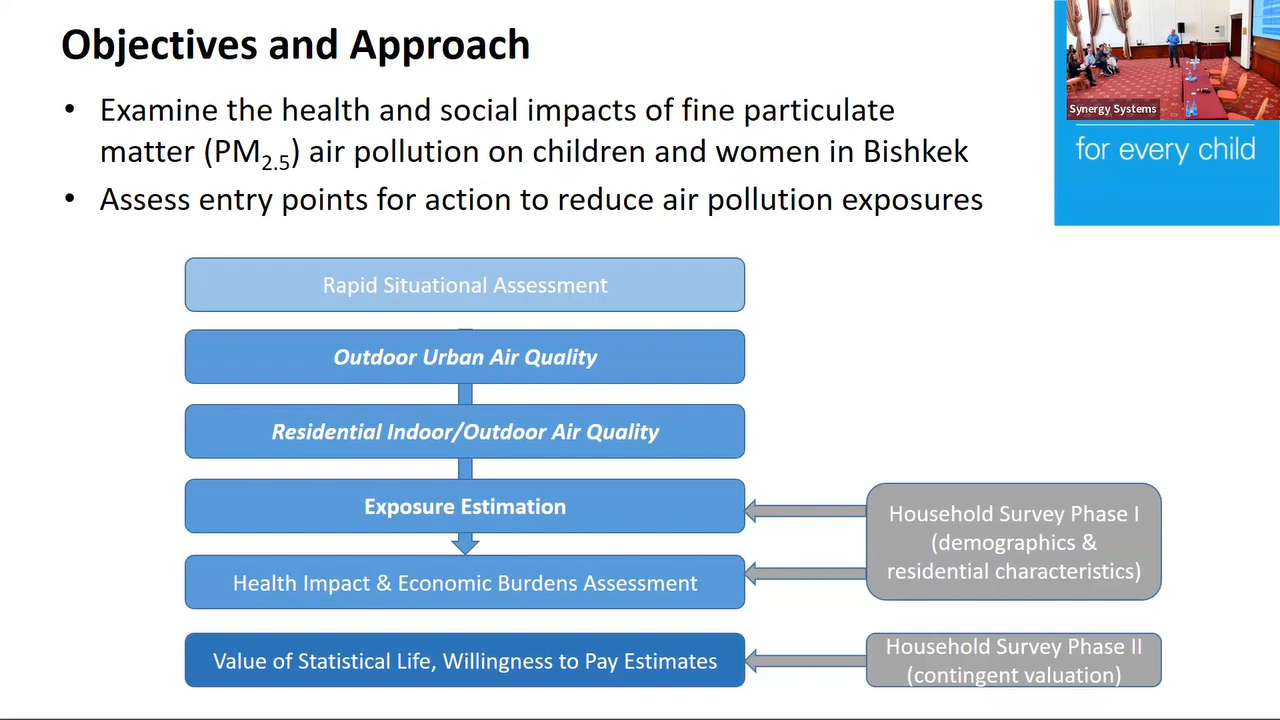 Objectives and Approach
• Examine the health and social impacts of fine particulate
matter (PM2.5) air pollution on children and women in Bishkek
• Assess entry points for action to reduce air pollution exposures
Synergy Systems
for every child
Rapid Situational Assessment
Outdoor Urban Air Quality
Residential Indoor/Outdoor Air Quality
Exposure Estimation
Health Impact & Economic Burdens Assessment
Value of Statistical Life, Willingness to Pay Estimates
Household Survey Phase I
(demographics &
residential characteristics)
Household Survey Phase II
(contingent valuation)